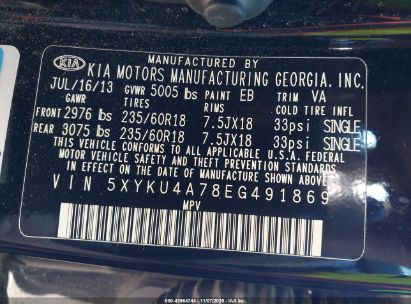 MANUFACTURED BY
KIA KIA MOTORS MANUFACTURING GEORGIA, INC.
JUL/16/13 GVWR 5005 lbs PAINT EB TRIM VA
GAWR TIRES RIMS COLD TIRE INFL
FRONT 2976 lbs 235/60R18 7.5JX18 33psi SINGLE
REAR 3075 lbs 235/60R18 7.5JX18 33psi SINGLE
THIS VEHICLE CONFORMS TO ALL APPLICABLE U.S.A. FEDERAL
MOTOR VEHICLE SAFETY, BUMPER, AND THEFT PREVENTION STANDARDS
IN EFFECT ON THE DATE OF MANUFACTURE SHOWN ABOVE.
VIN 5XYKU4A78EG491869
MPV